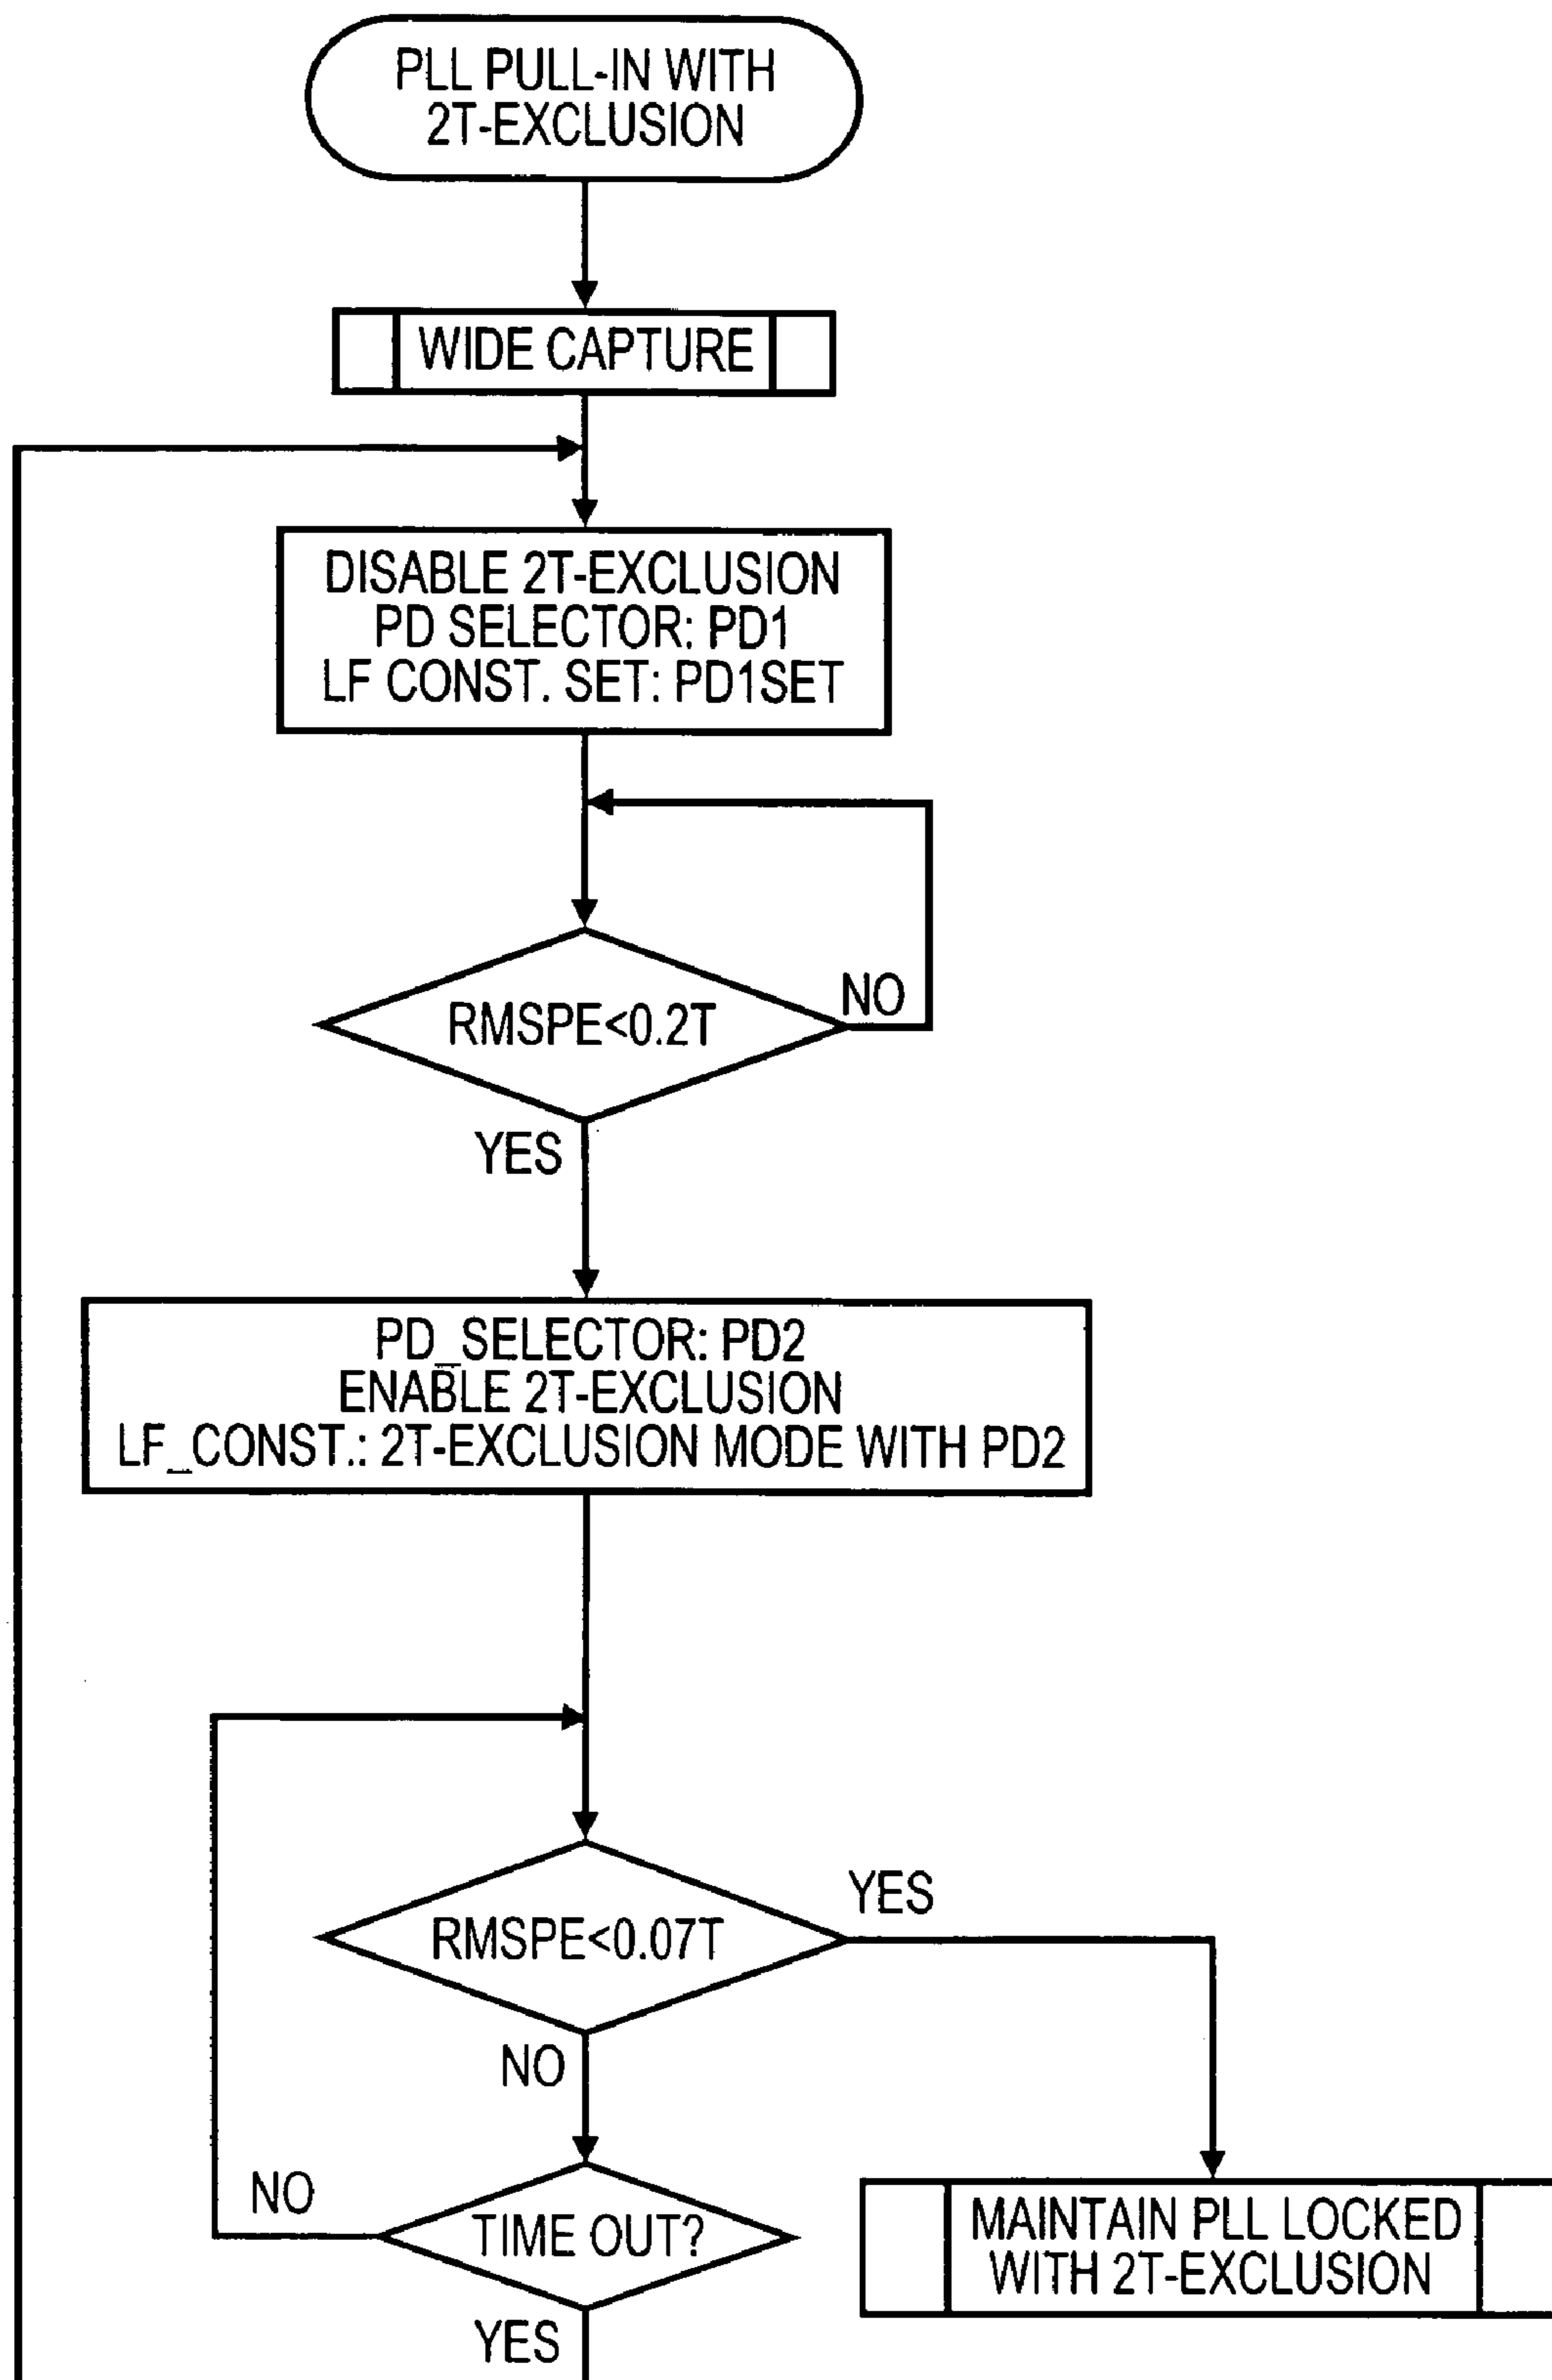 PLL PULL-IN WITH
2T-EXCLUSION
WIDE CAPTURE
DISABLE 2T-EXCLUSION
PD SELECTOR: PD1
LF CONST. SET: PD1SET
RMSPE<0.2T
NO
YES
PD_SELECTOR: PD2
ENABLE 2T-EXCLUSION
LF_CONST.: 2T-EXCLUSION MODE WITH PD2
RMSPE<0.07T
YES
NO
TIME OUT?
NO
YES
MAINTAIN PLL LOCKED
WITH 2T-EXCLUSION